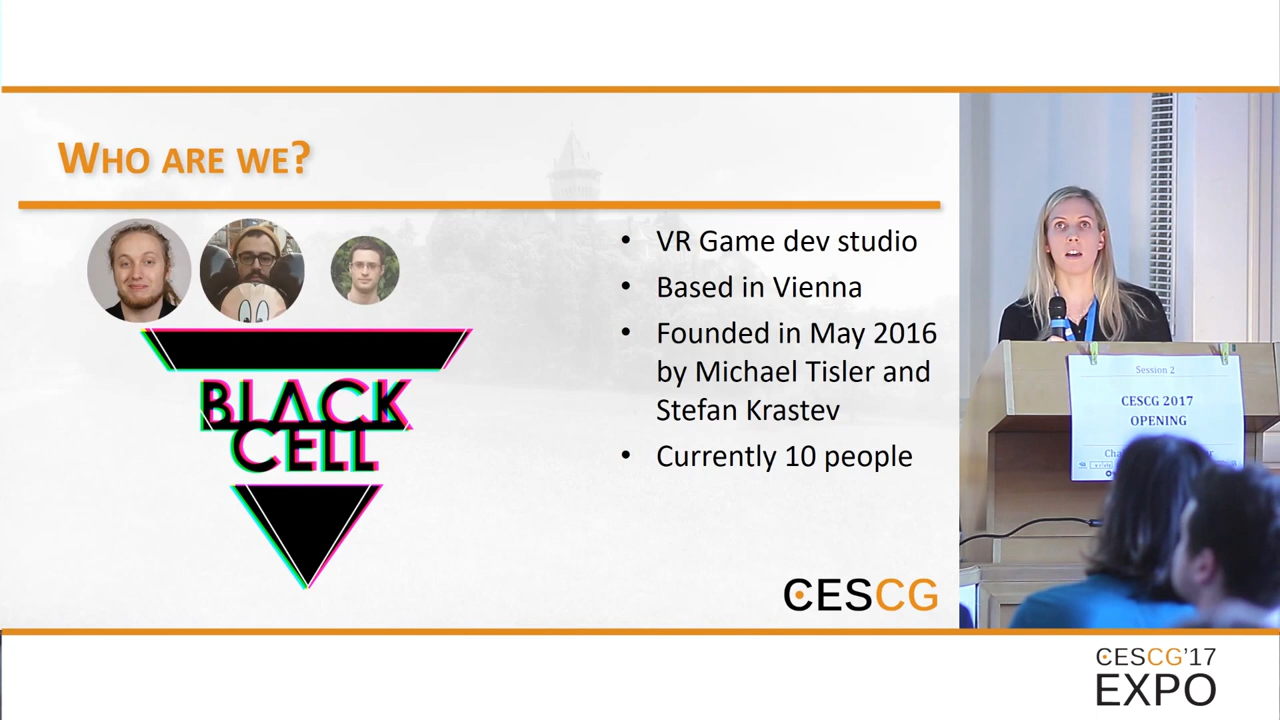 WHO ARE WE?
• VR Game dev studio
• Based in Vienna
• Founded in May 2016
by Michael Tisler and
Stefan Krastev
• Currently 10 people
BLACK
CELL
CESCG
Session 2
CESCG 2017
OPENING
CESCG'17
EXPO